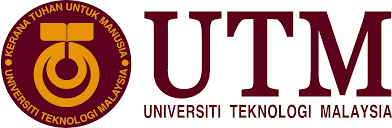 • KERANA TUHAN UNTUK MANUSIA •
UNIVERSITI TEKNOLOGI MALAYSIA
UTM
UNIVERSITI TEKNOLOGI MALAYSIA